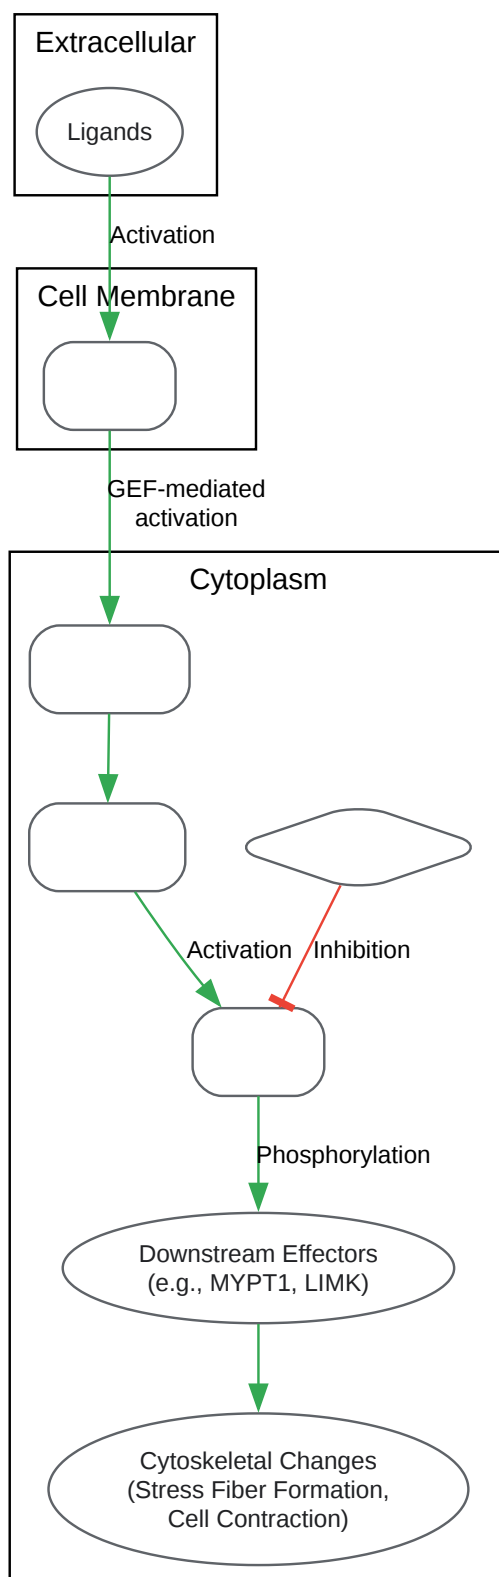 Extracellular
Ligands
Activation
Cell Membrane
GEF-mediated
activation
Cytoplasm
Activation
Inhibition
Phosphorylation
Downstream Effectors
(e.g., MYPT1, LIMK)
Cytoskeletal Changes
(Stress Fiber Formation,
Cell Contraction)